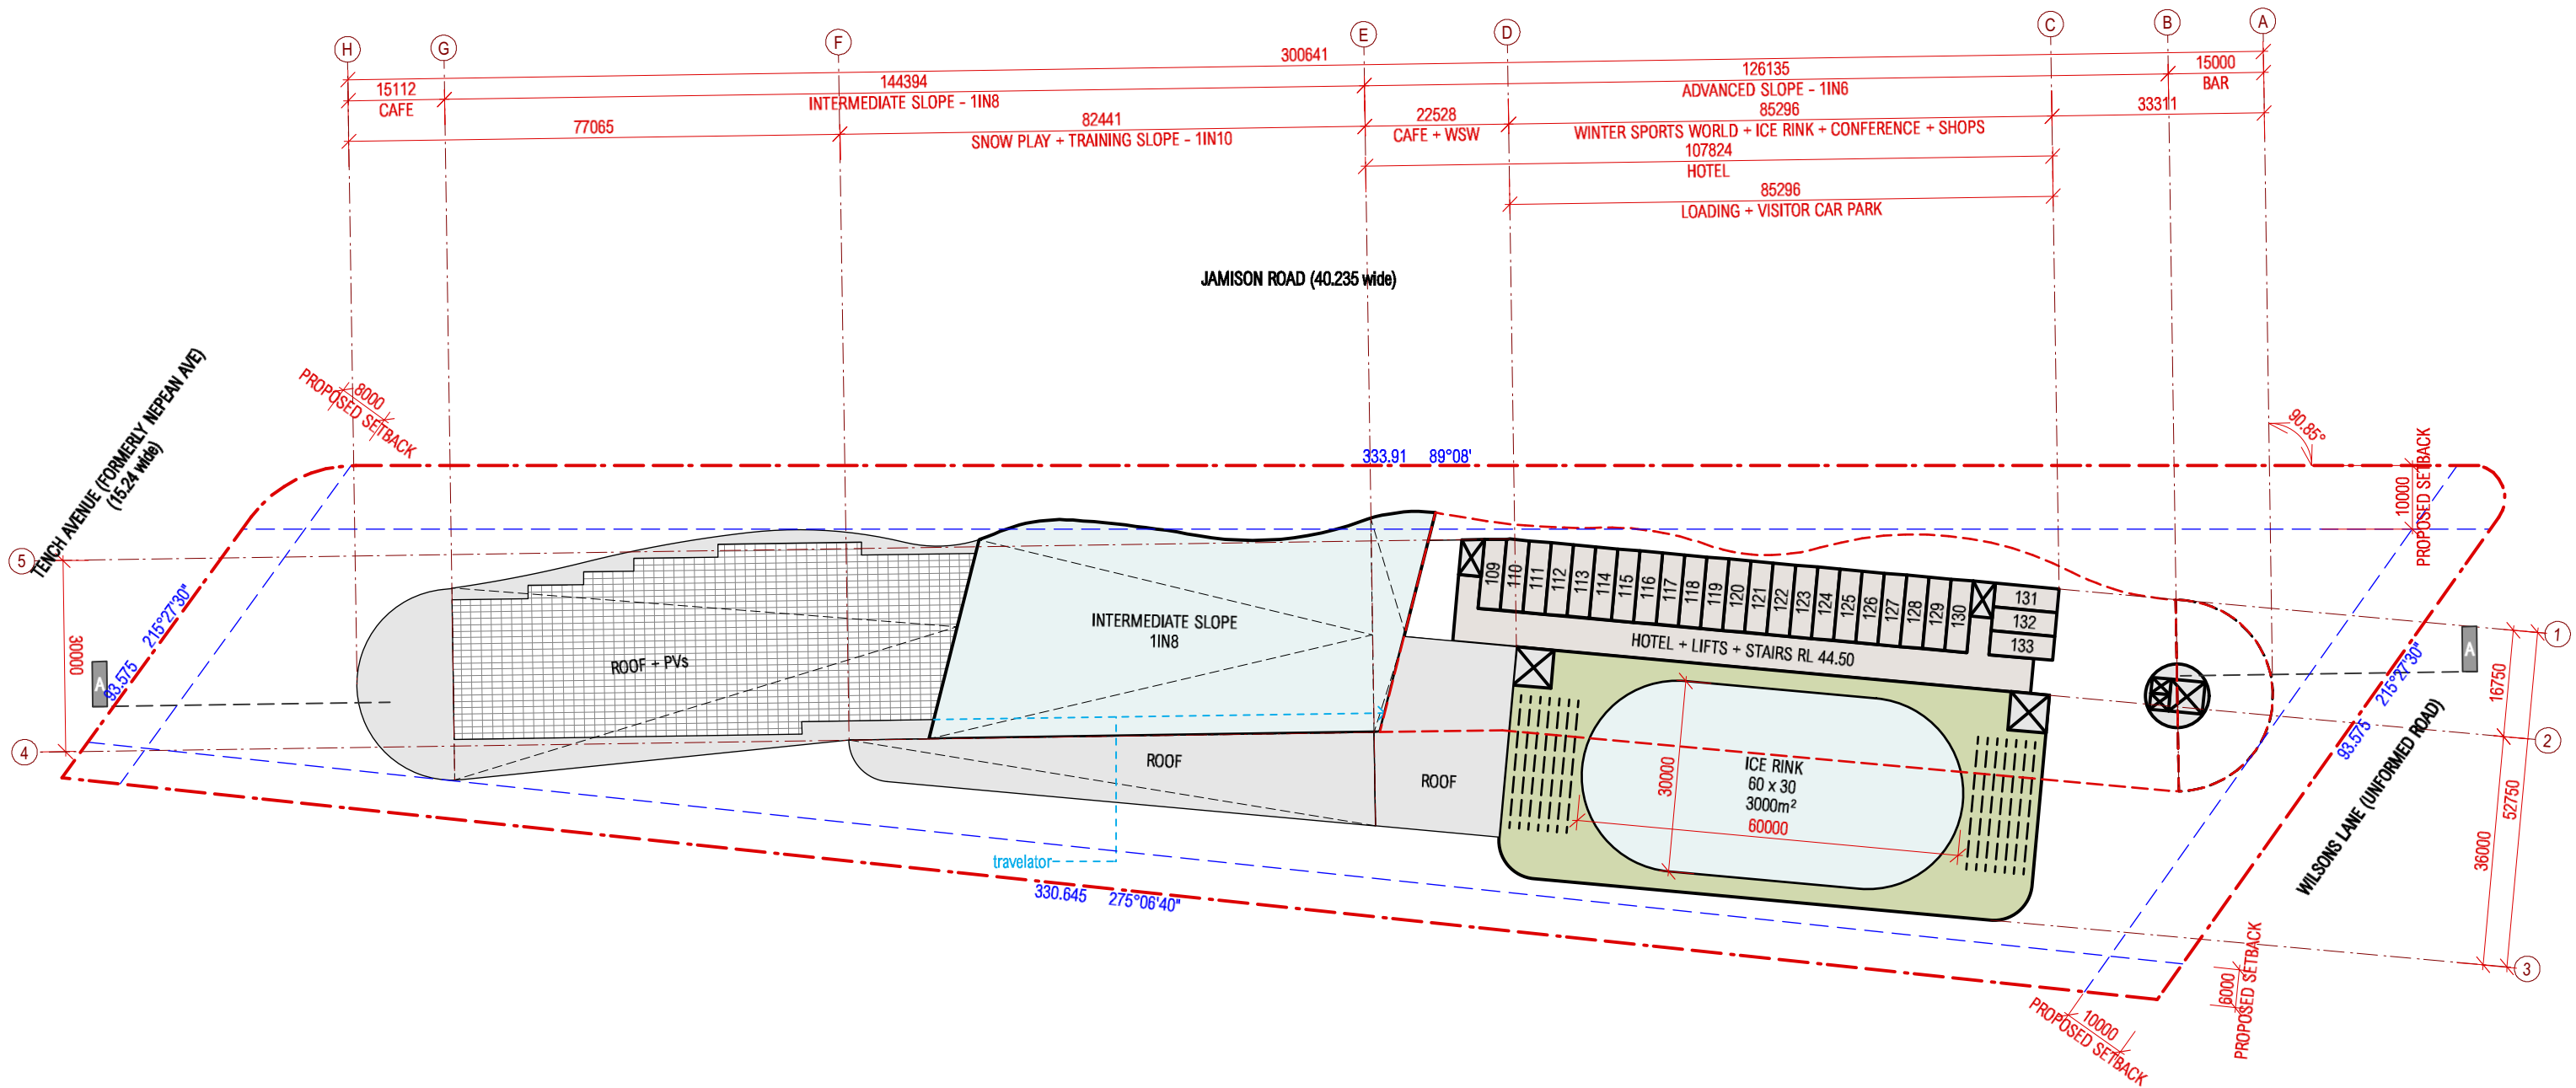 H G F E D C B A
300641
15112 144394 126135 15000
CAFE INTERMEDIATE SLOPE - 1IN8 ADVANCED SLOPE - 1IN6 BAR
77065 82441 22528 85296 33311
SNOW PLAY + TRAINING SLOPE - 1IN10 CAFE + WSW WINTER SPORTS WORLD + ICE RINK + CONFERENCE + SHOPS
107824
HOTEL
85296
LOADING + VISITOR CAR PARK
JAMISON ROAD (40.235 wide)
TENCH AVENUE (FORMERLY NEPEAN AVE)
(15.24 wide)
8000
PROPOSED SETBACK
90.85°
333.91 89°08'
10000
PROPOSED SETBACK
5
30000
4
93.575 215°27'30"
A
ROOF + PVs
INTERMEDIATE SLOPE
1IN8
109
110
111
112
113
114
115
116
117
118
119
120
121
122
123
124
125
126
127
128
129
130
131
132
133
HOTEL + LIFTS + STAIRS RL 44.50
ROOF
ROOF
30000
ICE RINK
60 x 30
3000m²
60000
travelator
330.645 275°06'40"
A
93.575 215°27'30"
WILSONS LANE (UNFORMED ROAD)
1
16750
2
52750
36000
3
6000
PROPOSED SETBACK
10000
PROPOSED SETBACK